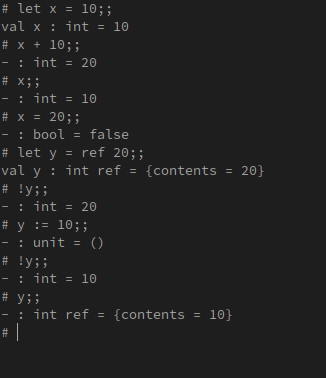 # let x = 10;;
val x : int = 10
# x + 10;;
- : int = 20
# x;;
- : int = 10
# x = 20;;
- : bool = false
# let y = ref 20;;
val y : int ref = {contents = 20}
# !y;;
- : int = 20
# y := 10;;
- : unit = ()
# !y;;
- : int = 10
# y;;
- : int ref = {contents = 10}
#